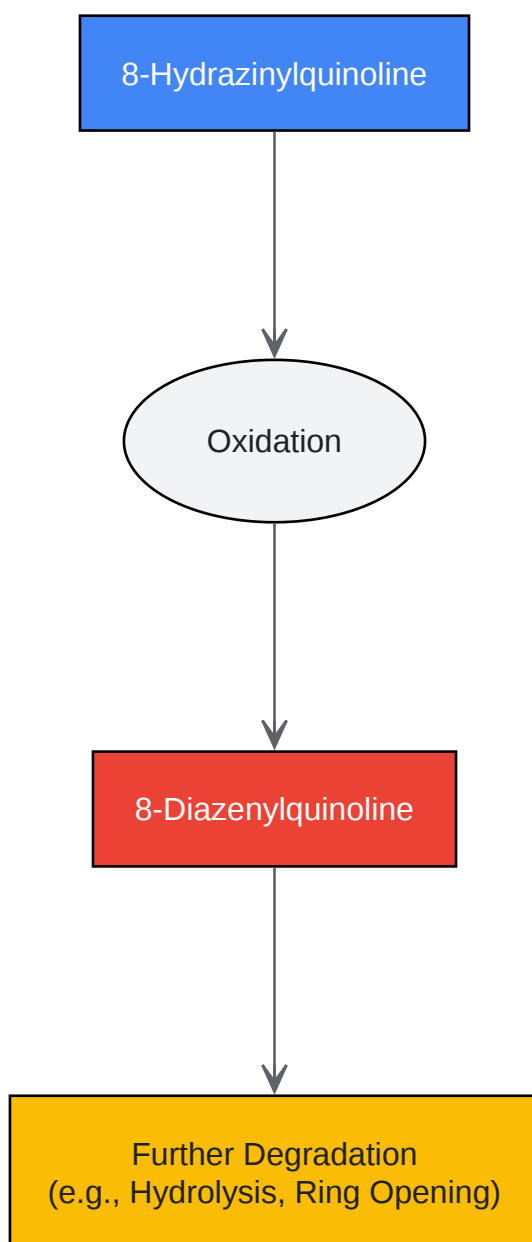 8-Hydrazinylquinoline
Oxidation
8-Diazenylquinoline
Further Degradation
(e.g., Hydrolysis, Ring Opening)